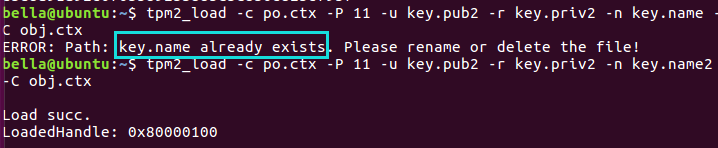 bella@ubuntu:~$ tpm2_load -c po.ctx -P 11 -u key.pub2 -r key.priv2 -n key.name -
C obj.ctx
ERROR: Path: key.name already exists. Please rename or delete the file!
bella@ubuntu:~$ tpm2_load -c po.ctx -P 11 -u key.pub2 -r key.priv2 -n key.name2
-C obj.ctx
Load succ.
LoadedHandle: 0x80000100